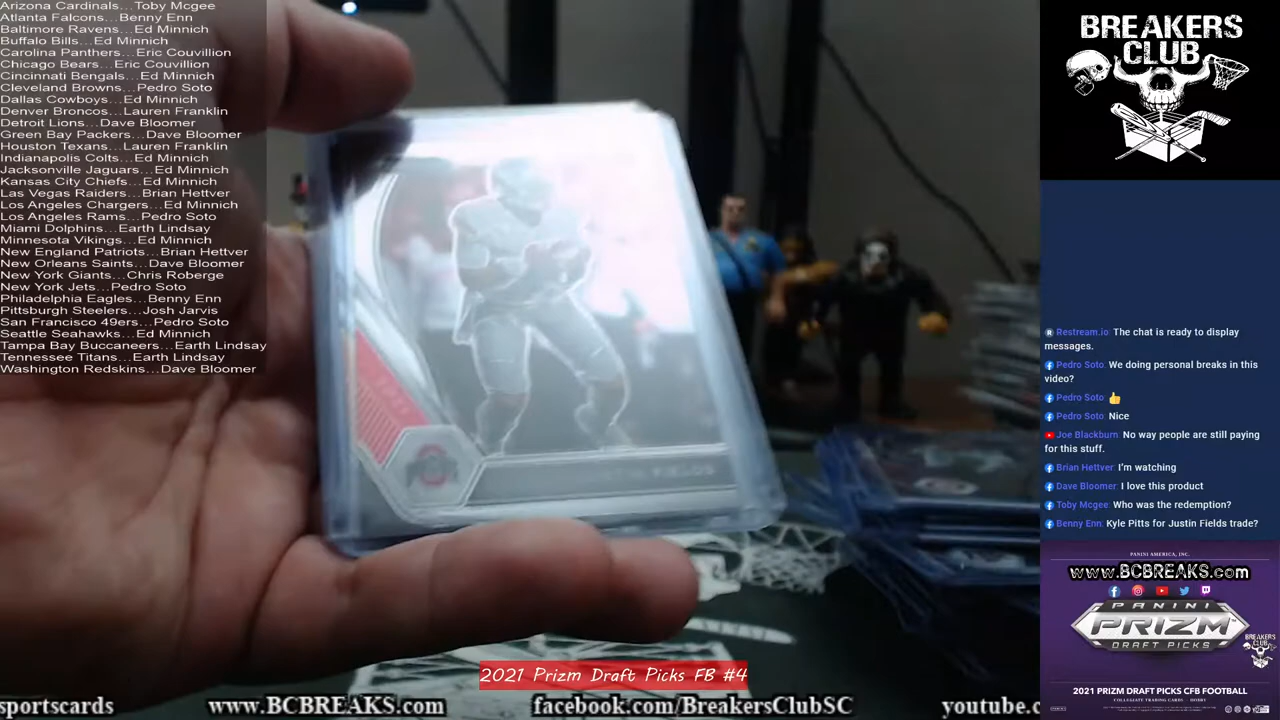 Arizona Cardinals...Toby Mcgee
Atlanta Falcons...Benny Enn
Baltimore Ravens...Ed Minnich
Buffalo Bills...Ed Minnich
Carolina Panthers...Eric Couvillion
Chicago Bears...Eric Couvillion
Cincinnati Bengals...Ed Minnich
Cleveland Browns...Pedro Soto
Dallas Cowboys...Ed Minnich
Denver Broncos...Lauren Franklin
Detroit Lions...Dave Bloomer
Green Bay Packers...Dave Bloomer
Houston Texans...Lauren Franklin
Indianapolis Colts...Ed Minnich
Jacksonville Jaguars...Ed Minnich
Kansas City Chiefs...Ed Minnich
Las Vegas Raiders...Brian Hettver
Los Angeles Chargers...Ed Minnich
Los Angeles Rams...Pedro Soto
Miami Dolphins...Earth Lindsay
Minnesota Vikings...Ed Minnich
New England Patriots...Brian Hettver
New Orleans Saints...Dave Bloomer
New York Giants...Chris Roberge
New York Jets...Pedro Soto
Philadelphia Eagles...Benny Enn
Pittsburgh Steelers...Josh Jarvis
San Francisco 49ers...Pedro Soto
Seattle Seahawks...Ed Minnich
Tampa Bay Buccaneers...Earth Lindsay
Tennessee Titans...Earth Lindsay
Washington Redskins...Dave Bloomer
BREAKERS
CLUB
Restream.io: The chat is ready to display
messages.
Pedro Soto: We doing personal breaks in this
video?
Pedro Soto: 👍
Pedro Soto: Nice
Joe Blackburn: No way people are still paying
for this stuff.
Brian Hettver: I'm watching
Dave Bloomer: I love this product
Toby Mcgee: Who was the redemption?
Benny Enn: Kyle Pitts for Justin Fields trade?
PANINI AMERICA, INC.
www.BCBREAKS.com
PANINI
PRIZM
DRAFT PICKS
BREAKERS
CLUB
2021 PRIZM DRAFT PICKS CFB FOOTBALL
COLLEGIATE TRADING CARDS - HOBBY
2021 Prizm Draft Picks FB #4
sportscards www.BCBREAKS.c facebook.com/BreakersClubSC youtube.c